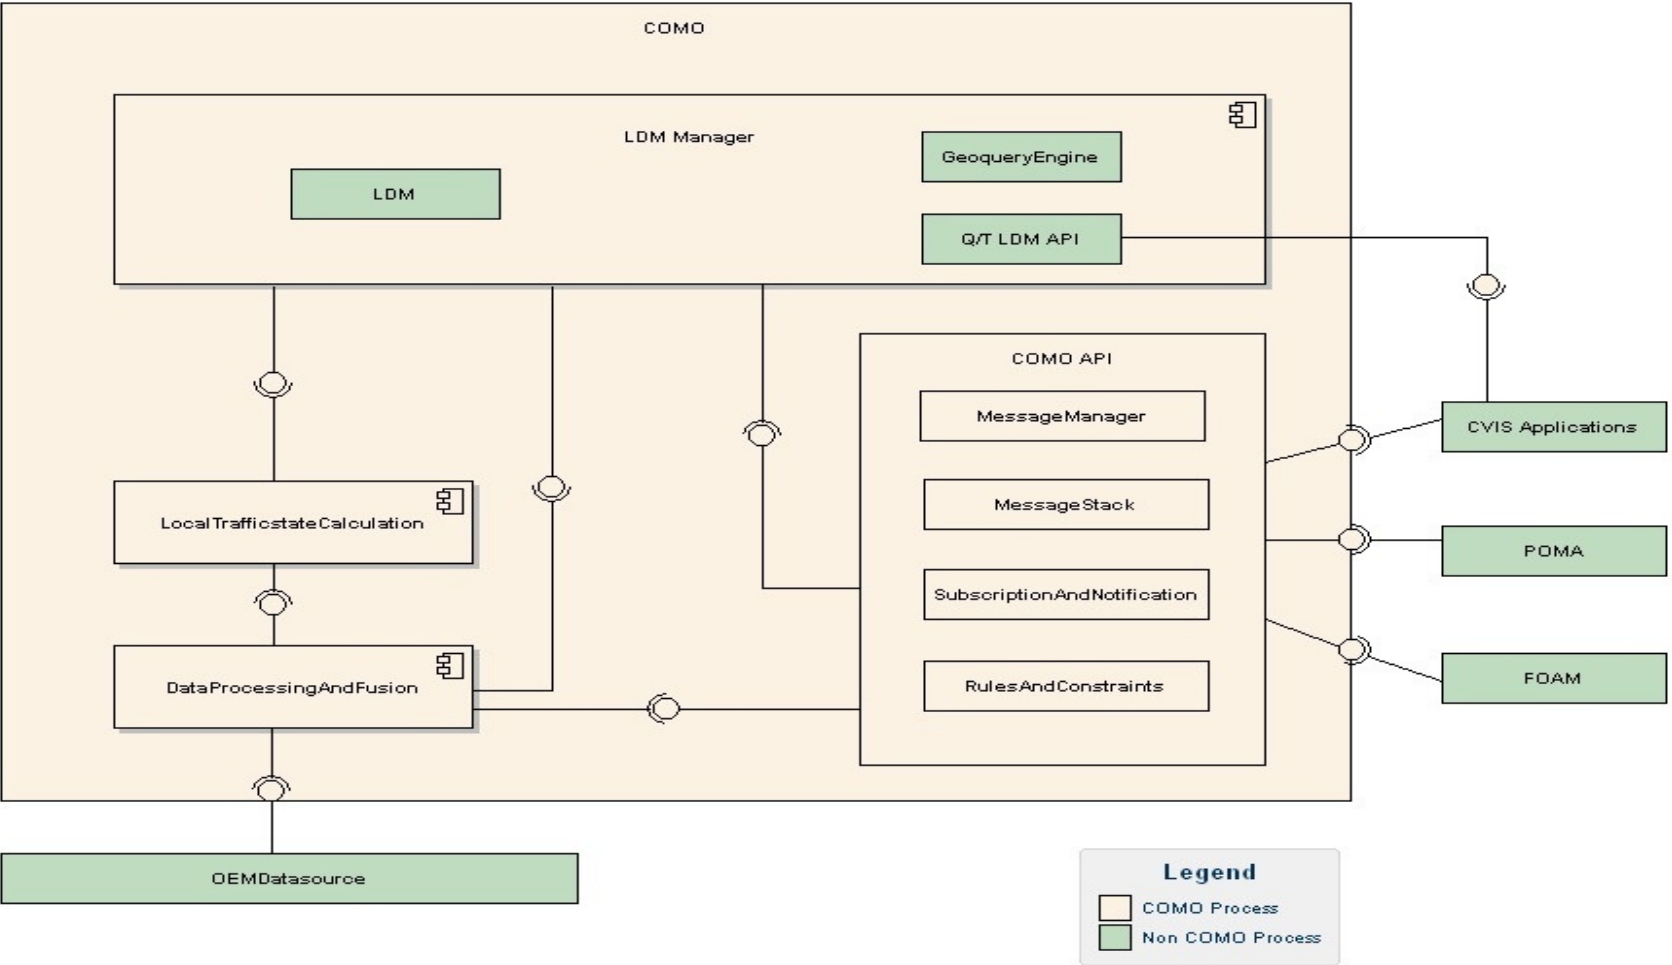 COMO
LDM Manager
GeoqueryEngine
LDM
Q/T LDM API
COMO API
MessageManager
CVIS Applications
MessageStack
LocalTrafficstateCalculation
POMA
SubscriptionAndNotification
FOAM
RulesAndConstraints
DataProcessingAndFusion
OEMDatasource
Legend
COMO Process
Non COMO Process